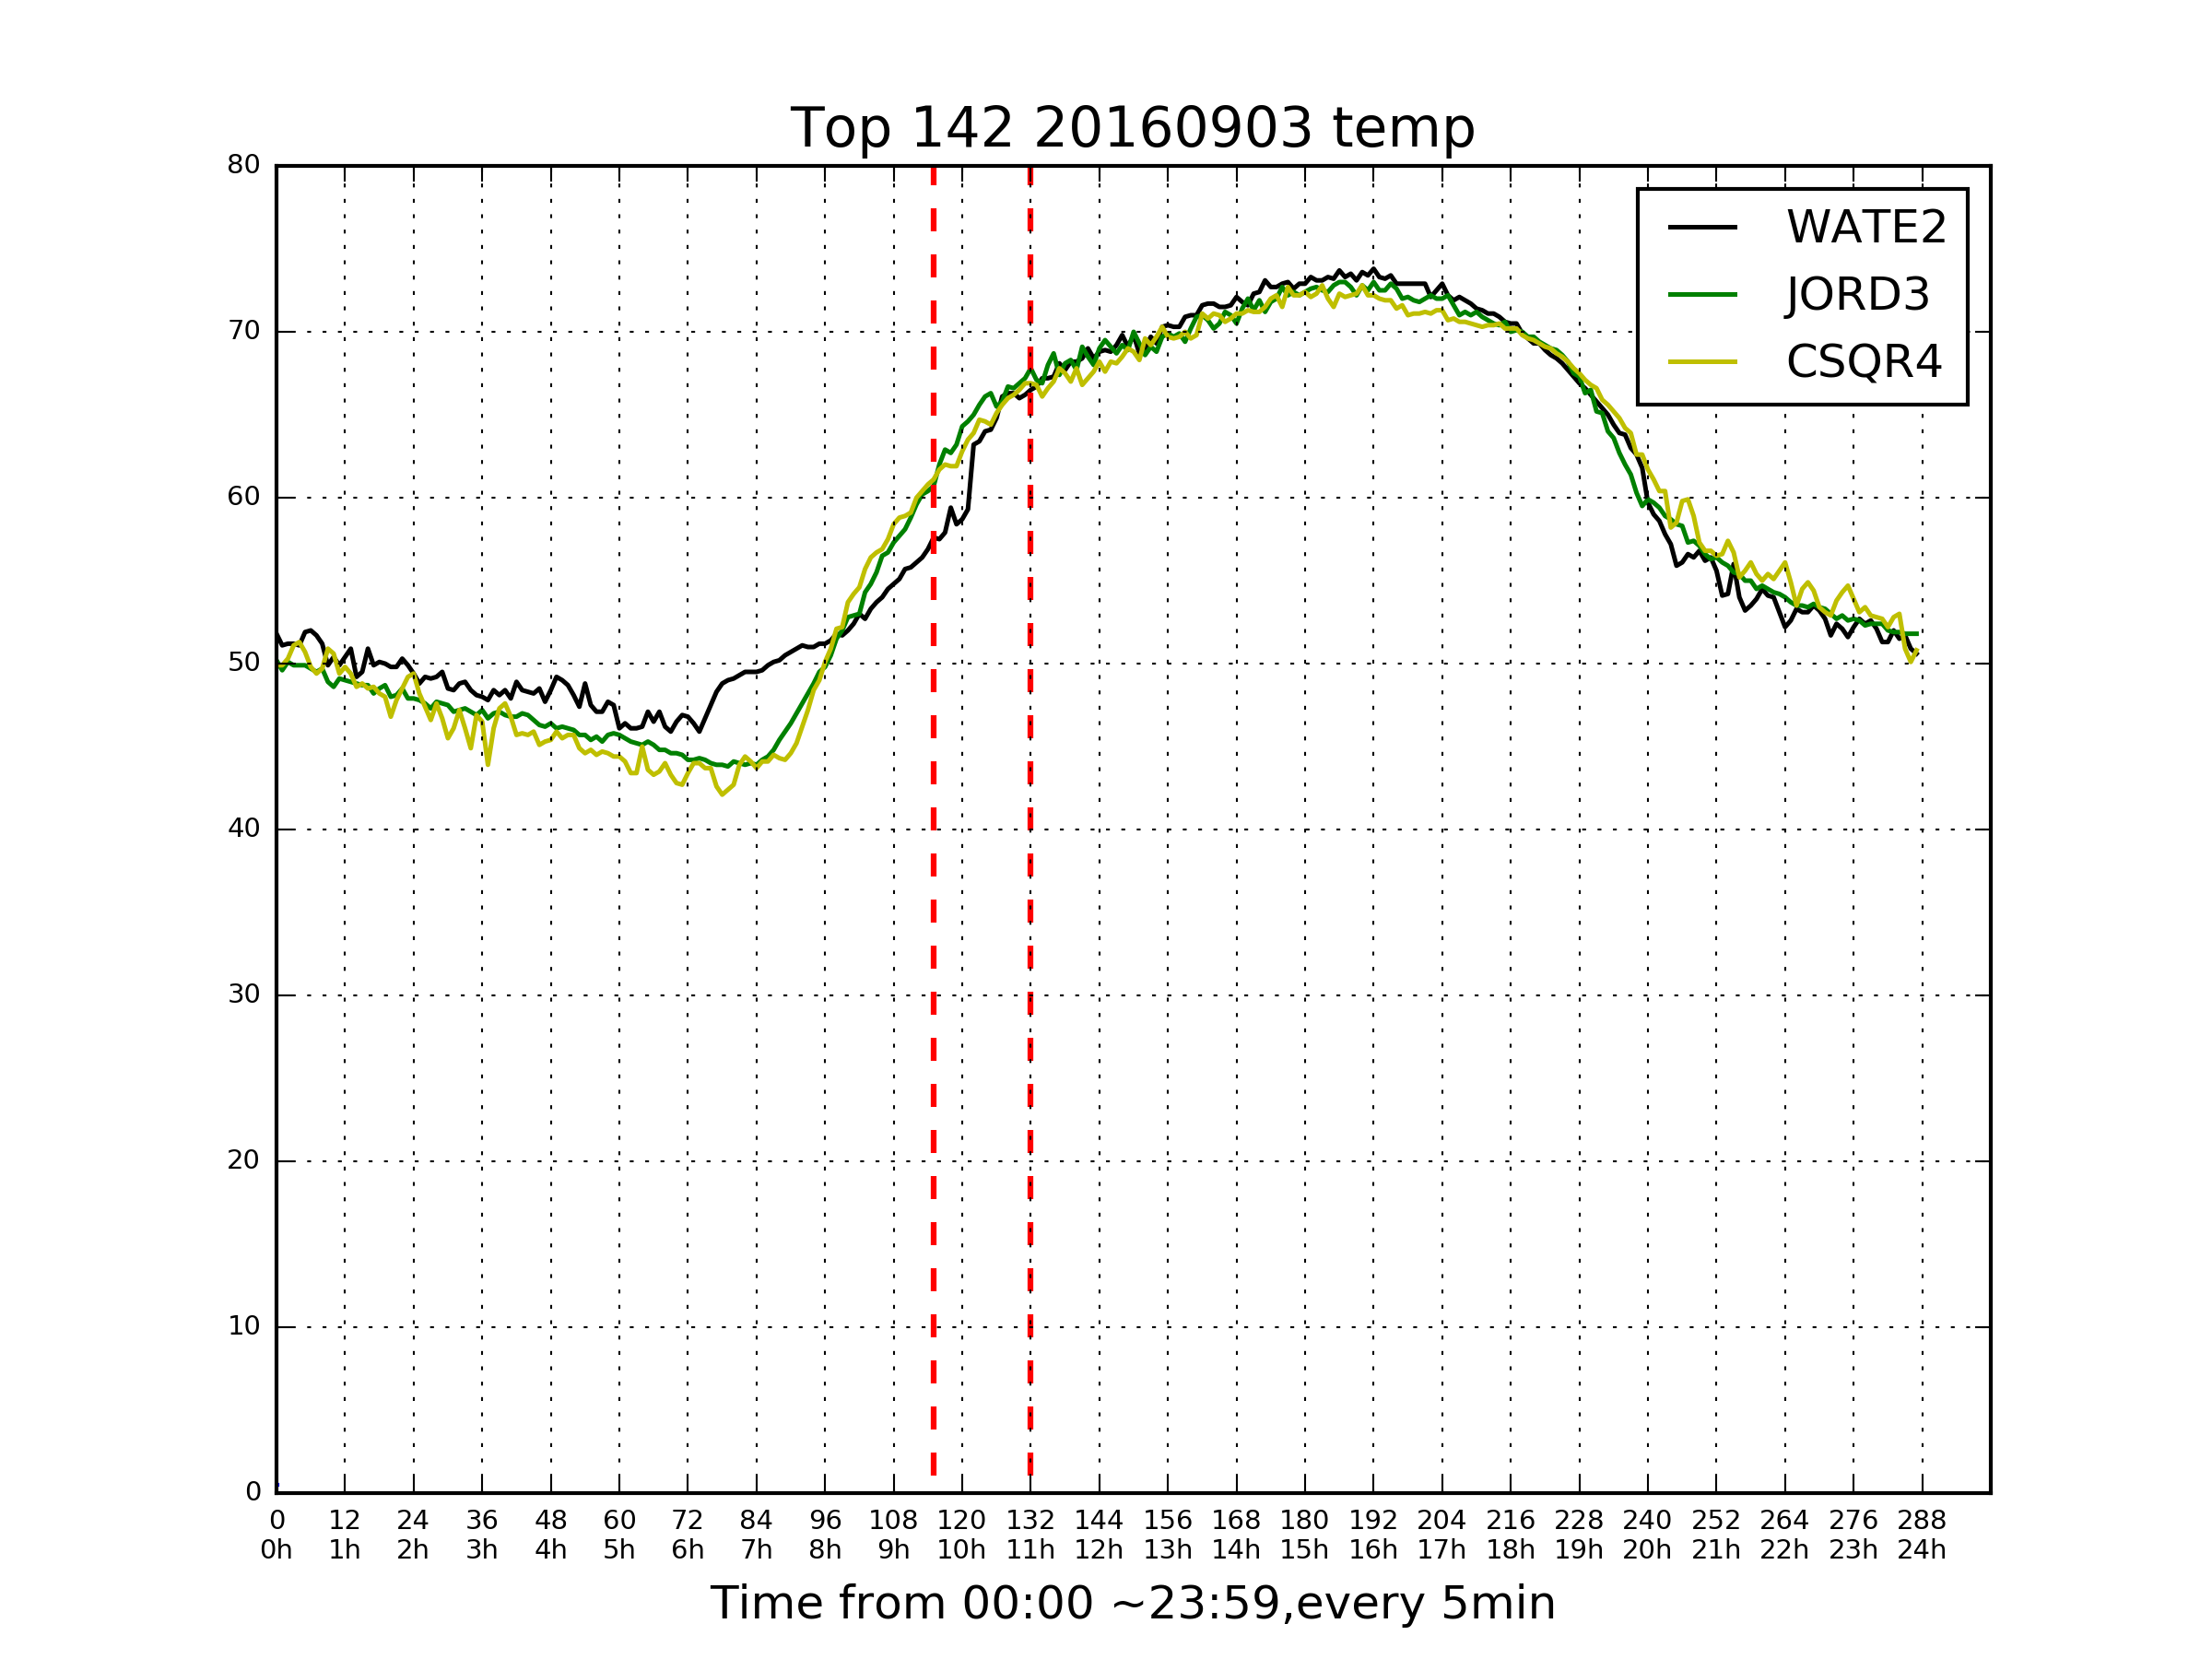 Top 142 20160903 temp
80
70
60
50
40
30
20
10
0
WATE2
JORD3
CSQR4
0 12 24 36 48 60 72 84 96 108 120 132 144 156 168 180 192 204 216 228 240 252 264 276 288
0h 1h 2h 3h 4h 5h 6h 7h 8h 9h 10h 11h 12h 13h 14h 15h 16h 17h 18h 19h 20h 21h 22h 23h 24h
Time from 00:00 ~23:59,every 5min